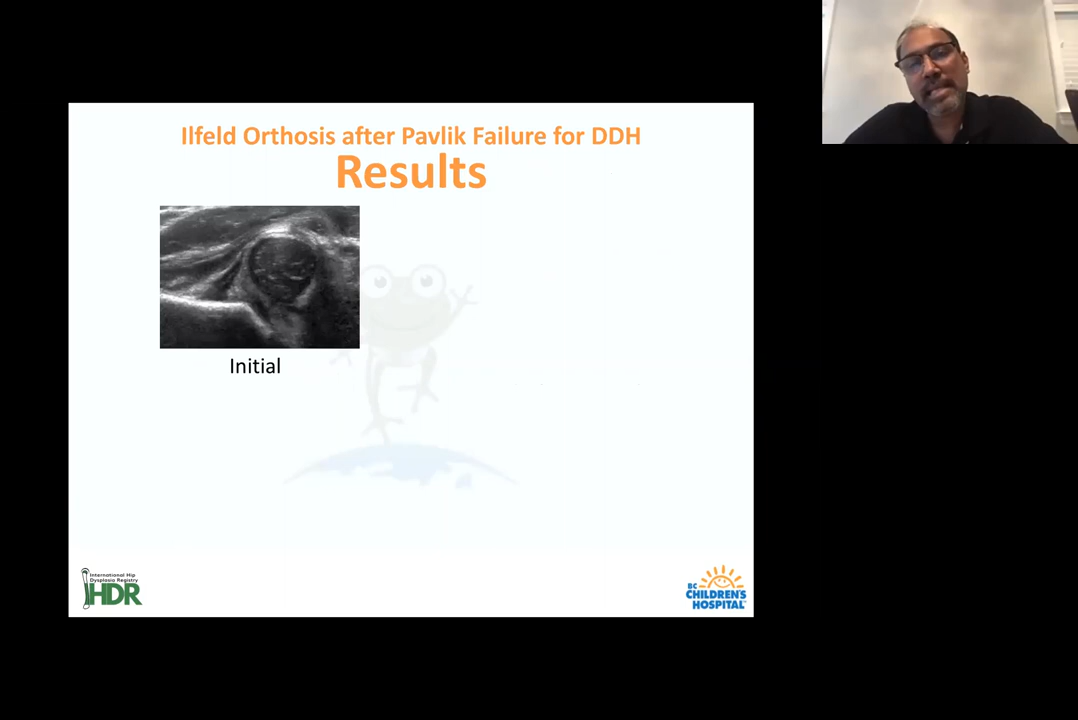 Ilfeld Orthosis after Pavlik Failure for DDH
Results
Initial
International Hip
Dysplasia Registry
IHDR
BC
CHILDREN'S
HOSPITAL